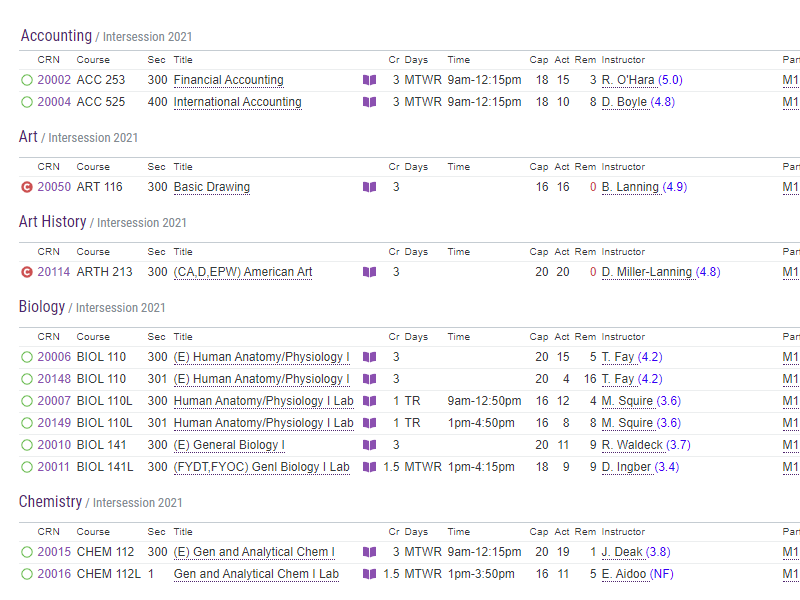 Accounting / Intersession 2021
CRN Course Sec Title Cr Days Time Cap Act Rem Instructor Part
20002 ACC 253 300 Financial Accounting 3 MTWR 9am-12:15pm 18 15 3 R. O'Hara (5.0) M1
20004 ACC 525 400 International Accounting 3 MTWR 9am-12:15pm 18 10 8 D. Boyle (4.8) M1
Art / Intersession 2021
CRN Course Sec Title Cr Days Time Cap Act Rem Instructor Part
C 20050 ART 116 300 Basic Drawing 3 16 16 0 B. Lanning (4.9) M1
Art History / Intersession 2021
CRN Course Sec Title Cr Days Time Cap Act Rem Instructor Part
C 20114 ARTH 213 300 (CA,D,EPW) American Art 3 20 20 0 D. Miller-Lanning (4.8) M1
Biology / Intersession 2021
CRN Course Sec Title Cr Days Time Cap Act Rem Instructor Part
20006 BIOL 110 300 (E) Human Anatomy/Physiology I 3 20 15 5 T. Fay (4.2) M1
20148 BIOL 110 301 (E) Human Anatomy/Physiology I 3 20 4 16 T. Fay (4.2) M1
20007 BIOL 110L 300 Human Anatomy/Physiology I Lab 1 TR 9am-12:50pm 16 12 4 M. Squire (3.6) M1
20149 BIOL 110L 301 Human Anatomy/Physiology I Lab 1 TR 1pm-4:50pm 16 8 8 M. Squire (3.6) M1
20010 BIOL 141 300 (E) General Biology I 3 20 11 9 R. Waldeck (3.7) M1
20011 BIOL 141L 300 (FYDT,FYOC) Genl Biology I Lab 1.5 MTWR 1pm-4:15pm 18 9 9 D. Ingber (3.4) M1
Chemistry / Intersession 2021
CRN Course Sec Title Cr Days Time Cap Act Rem Instructor Part
20015 CHEM 112 300 (E) Gen and Analytical Chem I 3 MTWR 9am-12:15pm 20 19 1 J. Deak (3.8) M1
20016 CHEM 112L 1 Gen and Analytical Chem I Lab 1.5 MTWR 1pm-3:50pm 16 11 5 E. Aidoo (NF) M1